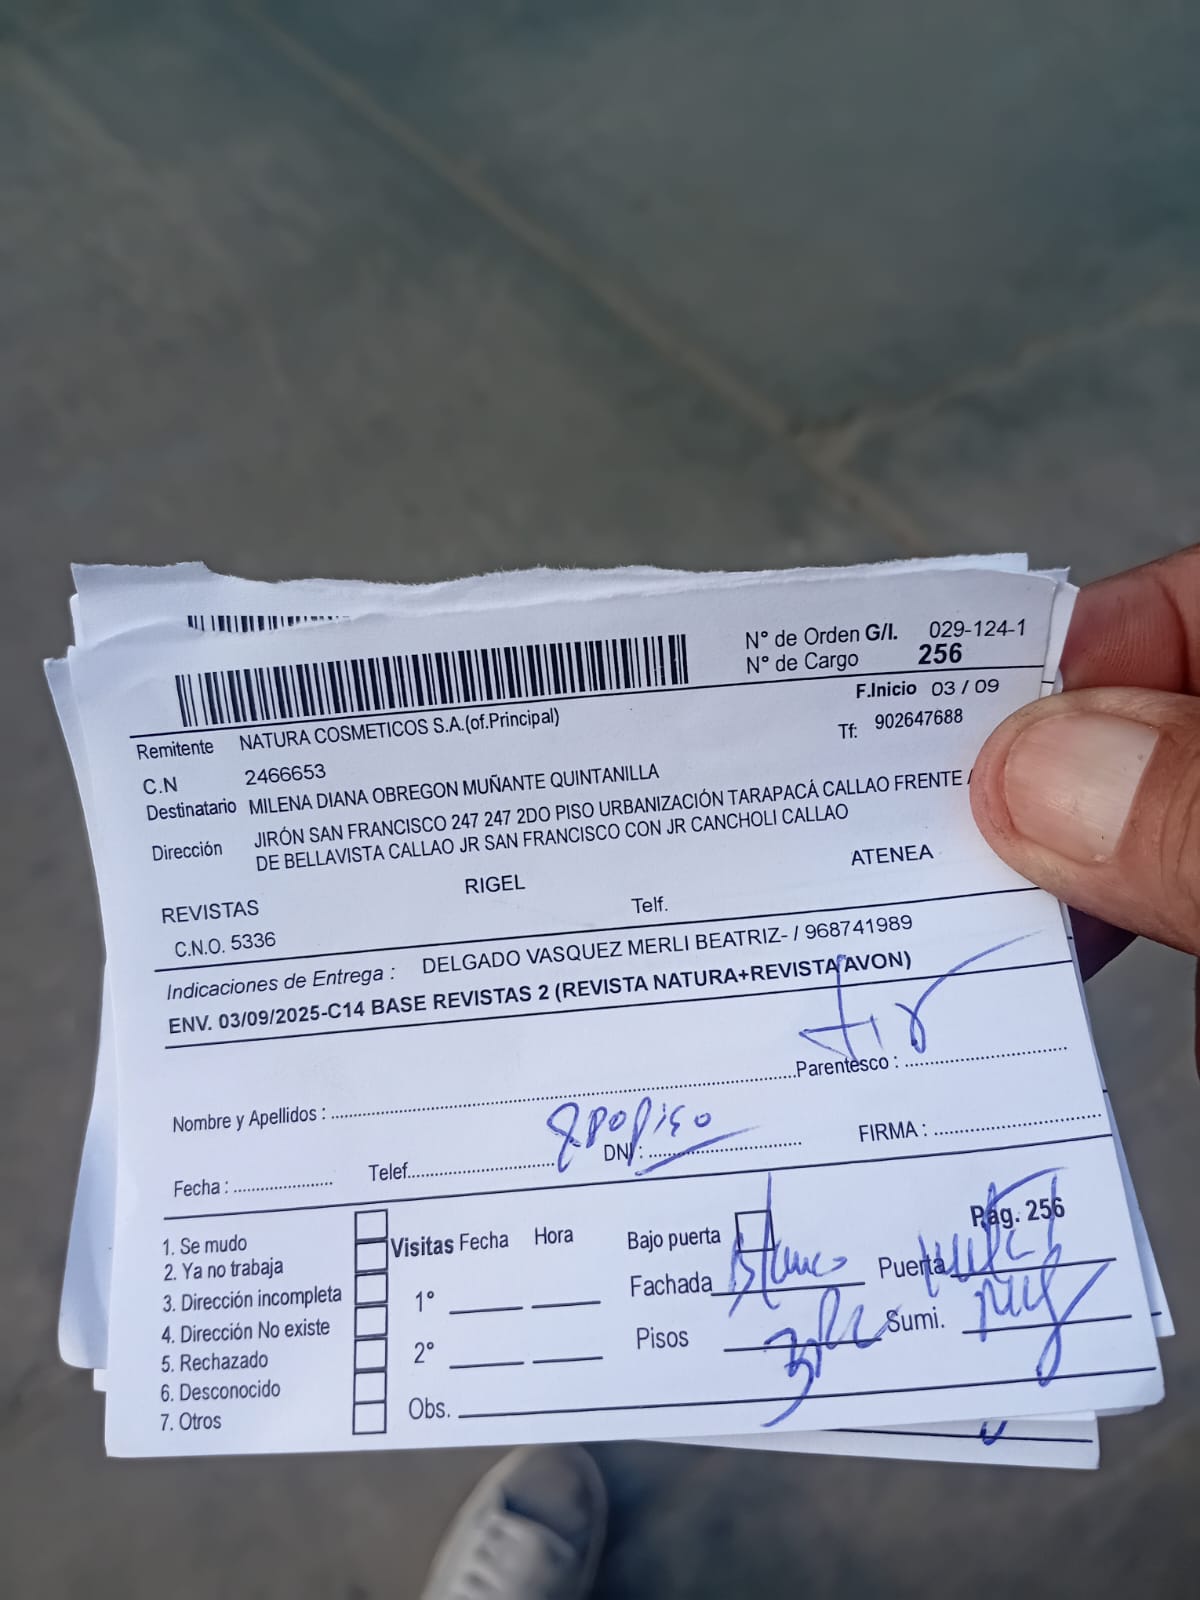 N° de Orden G/I. 029-124-1
N° de Cargo 256
F.Inicio 03 / 09
Remitente NATURA COSMETICOS S.A.(of.Principal)
Tf: 902647688
C.N 2466653
Destinatario MILENA DIANA OBREGON MUÑANTE QUINTANILLA
Dirección JIRÓN SAN FRANCISCO 247 247 2DO PISO URBANIZACIÓN TARAPACÁ CALLAO FRENTE
DE BELLAVISTA CALLAO JR SAN FRANCISCO CON JR CANCHOLI CALLAO
REVISTAS RIGEL ATENEA
C.N.O. 5336 Telf.
Indicaciones de Entrega : DELGADO VASQUEZ MERLI BEATRIZ- / 968741989
ENV. 03/09/2025-C14 BASE REVISTAS 2 (REVISTA NATURA+REVISTA AVON)
Nombre y Apellidos : Parentesco :
Fecha : Telef. DNI : FIRMA :
Pág. 256
1. Se mudo
2. Ya no trabaja
3. Dirección incompleta
4. Dirección No existe
5. Rechazado
6. Desconocido
7. Otros
Visitas Fecha Hora
1°
2°
Obs.
Bajo puerta
Fachada Blanco Puerta
Pisos Sumi.